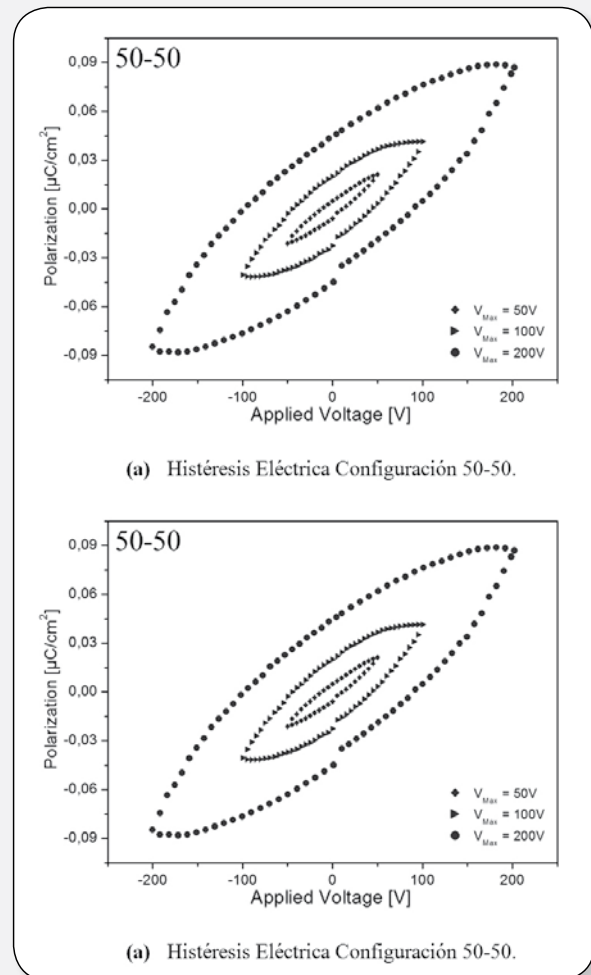 50-50
0,09
0,06
0,03
0,00
-0,03
-0,06
-0,09
Polarization [µC/cm²]
V_Max = 50V
V_Max = 100V
V_Max = 200V
-200 -100 0 100 200
Applied Voltage [V]
(a) Histéresis Eléctrica Configuración 50-50.
50-50
0,09
0,06
0,03
0,00
-0,03
-0,06
-0,09
Polarization [µC/cm²]
V_Max = 50V
V_Max = 100V
V_Max = 200V
-200 -100 0 100 200
Applied Voltage [V]
(a) Histéresis Eléctrica Configuración 50-50.